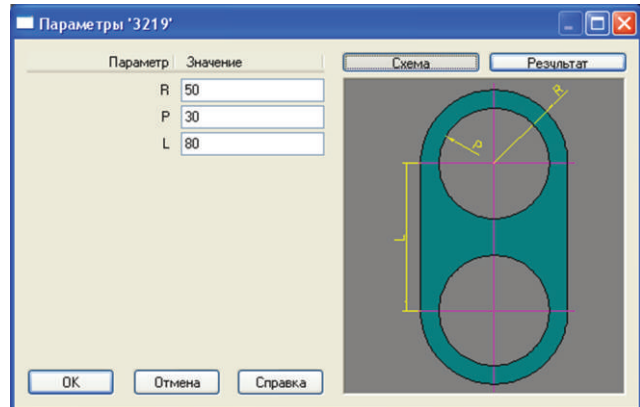 Параметры '3219'
Параметр Значение
R 50
P 30
L 80
Схема Результат
R
P
L
OK Отмена Справка